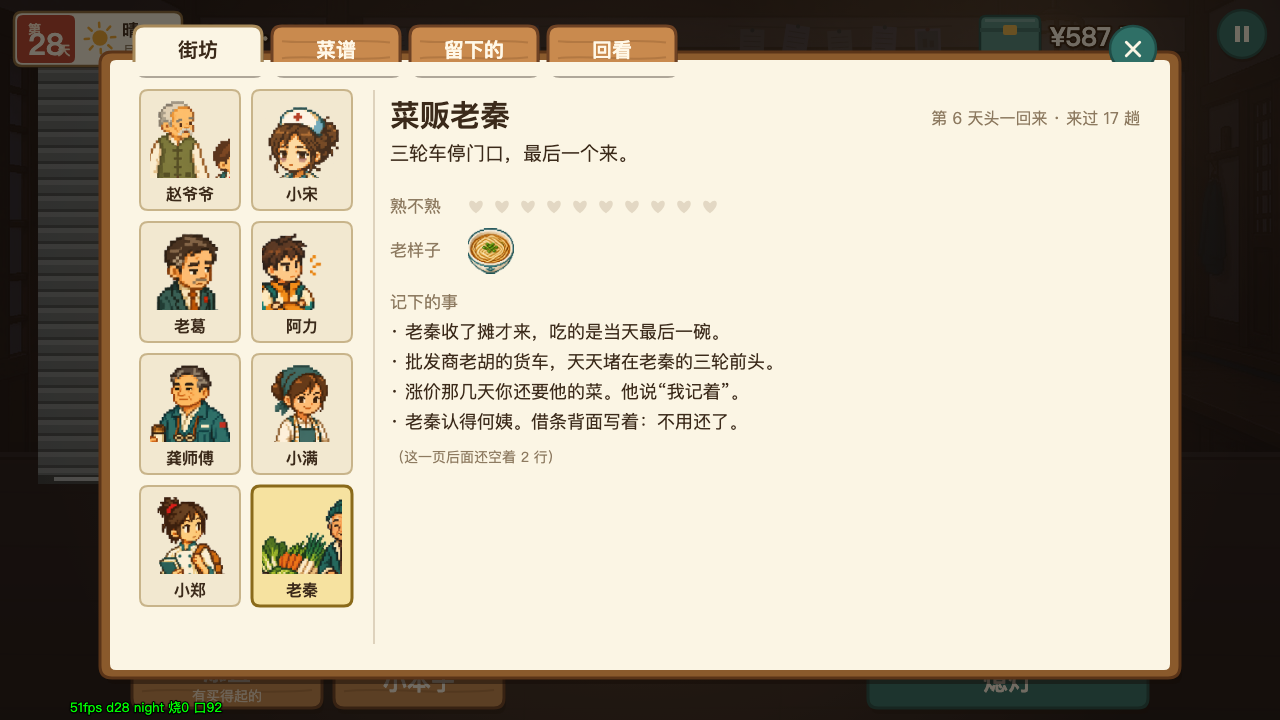 第
28天
晴
街坊
菜谱
留下的
回看
¥587
赵爷爷
小宋
老葛
阿力
龚师傅
小满
小郑
老秦
菜贩老秦
第 6 天头一回来 · 来过 17 趟
三轮车停门口，最后一个来。
熟不熟
老样子
记下的事
· 老秦收了摊才来，吃的是当天最后一碗。
· 批发商老胡的货车，天天堵在老秦的三轮前头。
· 涨价那几天你还要他的菜。他说“我记着”。
· 老秦认得何姨。借条背面写着：不用还了。
（这一页后面还空着 2 行）
有买得起的
小本子
熄灯
51fps d28 night 烧0 口92